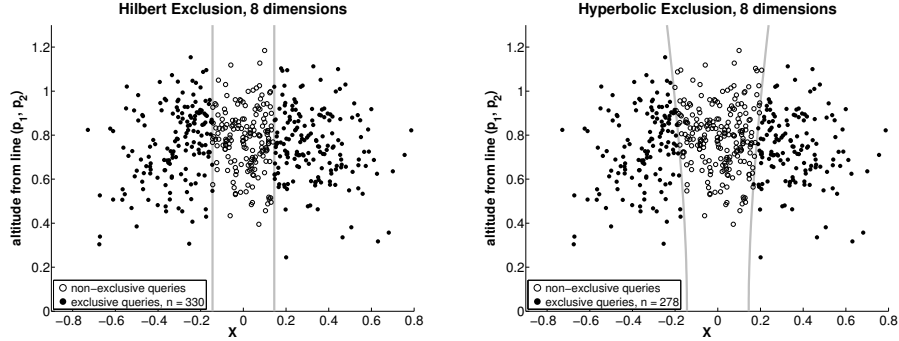 Hilbert Exclusion, 8 dimensions
altitude from line (p₁, p₂)
1.2
1
0.8
0.6
0.4
0.2
0
non-exclusive queries
exclusive queries, n = 330
−0.8 −0.6 −0.4 −0.2 0 0.2 0.4 0.6 0.8
X
Hyperbolic Exclusion, 8 dimensions
altitude from line (p₁, p₂)
1.2
1
0.8
0.6
0.4
0.2
0
non-exclusive queries
exclusive queries, n = 278
−0.8 −0.6 −0.4 −0.2 0 0.2 0.4 0.6 0.8
X